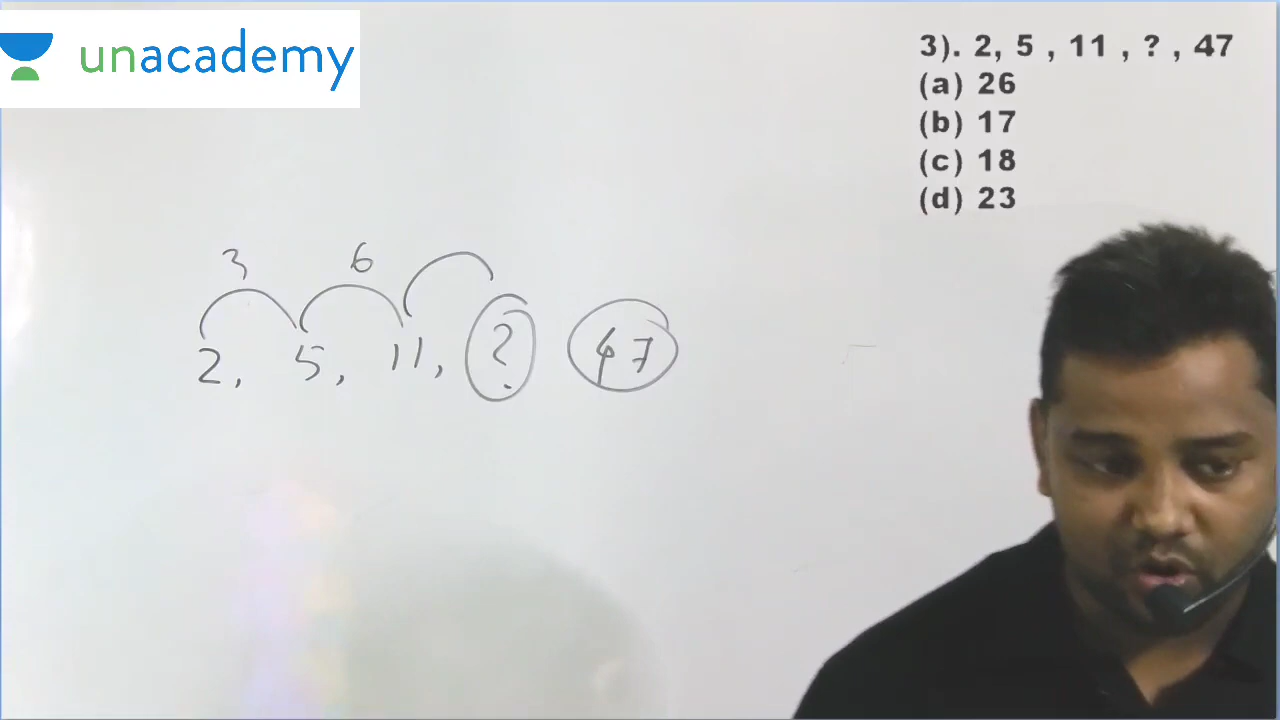 unacademy
3). 2, 5 , 11 , ? , 47
(a) 26
(b) 17
(c) 18
(d) 23
3 6
2, 5, 11, ? 47